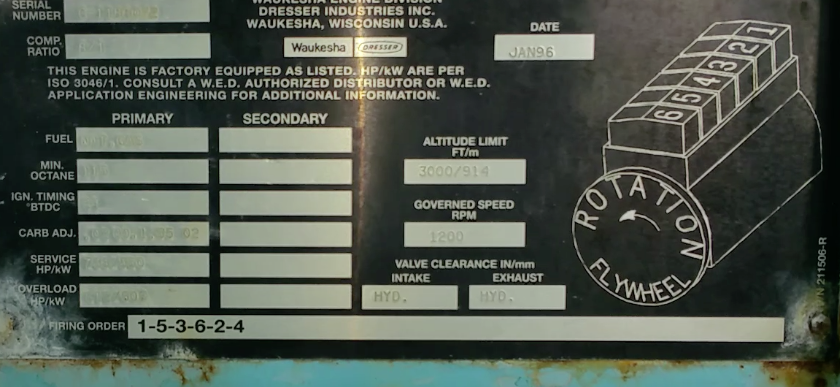 SERIAL NUMBER
WAUKESHA ENGINE DIVISION
DRESSER INDUSTRIES INC.
WAUKESHA, WISCONSIN U.S.A.
COMP. RATIO
Waukesha DRESSER
DATE
JAN96
THIS ENGINE IS FACTORY EQUIPPED AS LISTED. HP/kW ARE PER
ISO 3046/1. CONSULT A W.E.D. AUTHORIZED DISTRIBUTOR OR W.E.D.
APPLICATION ENGINEERING FOR ADDITIONAL INFORMATION.
PRIMARY SECONDARY
FUEL
MIN. OCTANE
IGN. TIMING °BTDC
CARB ADJ.
SERVICE HP/kW
OVERLOAD HP/kW
ALTITUDE LIMIT
FT/m
3000/914
GOVERNED SPEED
RPM
1200
VALVE CLEARANCE IN/mm
INTAKE EXHAUST
HYD. HYD.
FIRING ORDER 1-5-3-6-2-4
1
2
3
4
5
6
ROTATION
FLYWHEEL
211506-R